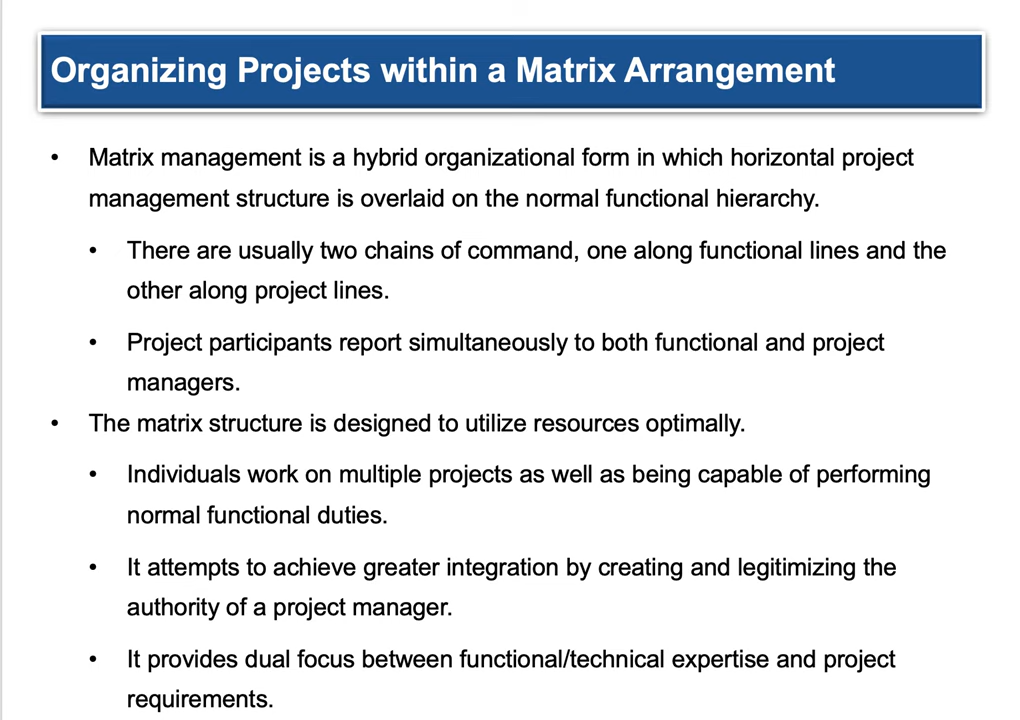 Organizing Projects within a Matrix Arrangement
• Matrix management is a hybrid organizational form in which horizontal project
management structure is overlaid on the normal functional hierarchy.
• There are usually two chains of command, one along functional lines and the
other along project lines.
• Project participants report simultaneously to both functional and project
managers.
• The matrix structure is designed to utilize resources optimally.
• Individuals work on multiple projects as well as being capable of performing
normal functional duties.
• It attempts to achieve greater integration by creating and legitimizing the
authority of a project manager.
• It provides dual focus between functional/technical expertise and project
requirements.